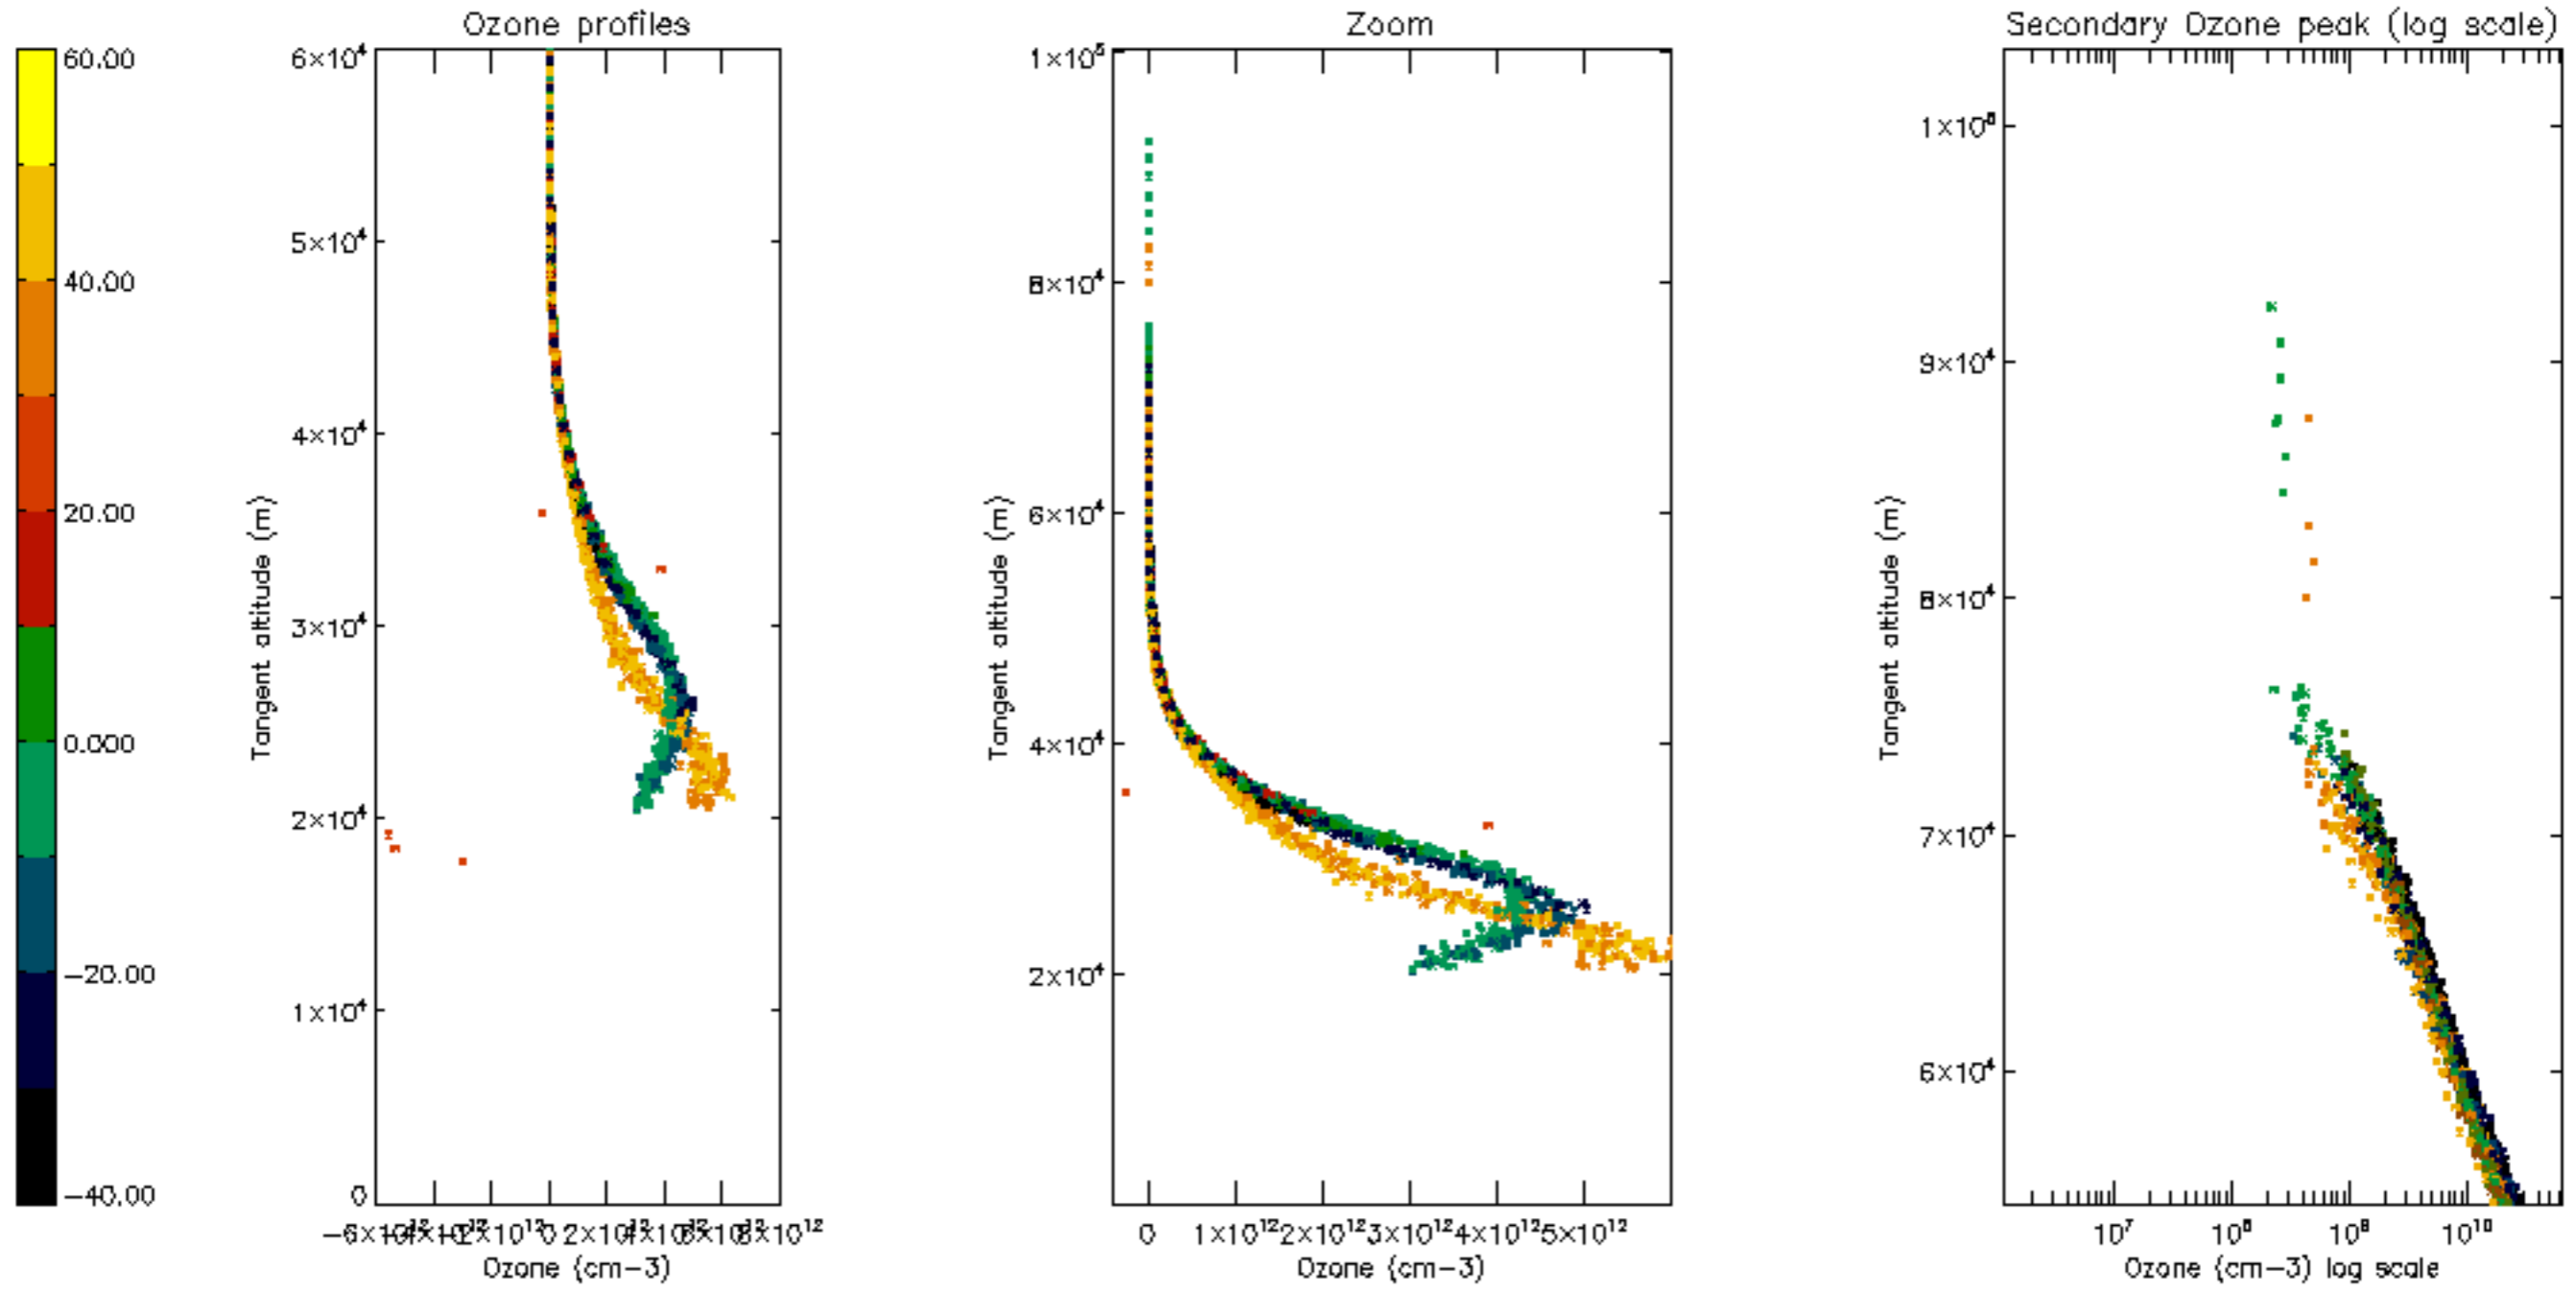 Ozone profiles
Zoom
Secondary Ozone peak (log scale)
60.00
40.00
20.00
0.000
−20.00
−40.00
6×10⁴
5×10⁴
4×10⁴
3×10⁴
2×10⁴
1×10⁴
0
Tangent altitude (m)
0
8×10¹²
Ozone (cm−3)
1×10⁵
8×10⁴
6×10⁴
4×10⁴
2×10⁴
Tangent altitude (m)
0 1×10¹² 2×10¹² 3×10¹² 4×10¹² 5×10¹²
Ozone (cm−3)
1×10⁵
9×10⁴
8×10⁴
7×10⁴
6×10⁴
Tangent altitude (m)
10⁷ 10⁸ 10⁹ 10¹⁰
Ozone (cm−3) log scale